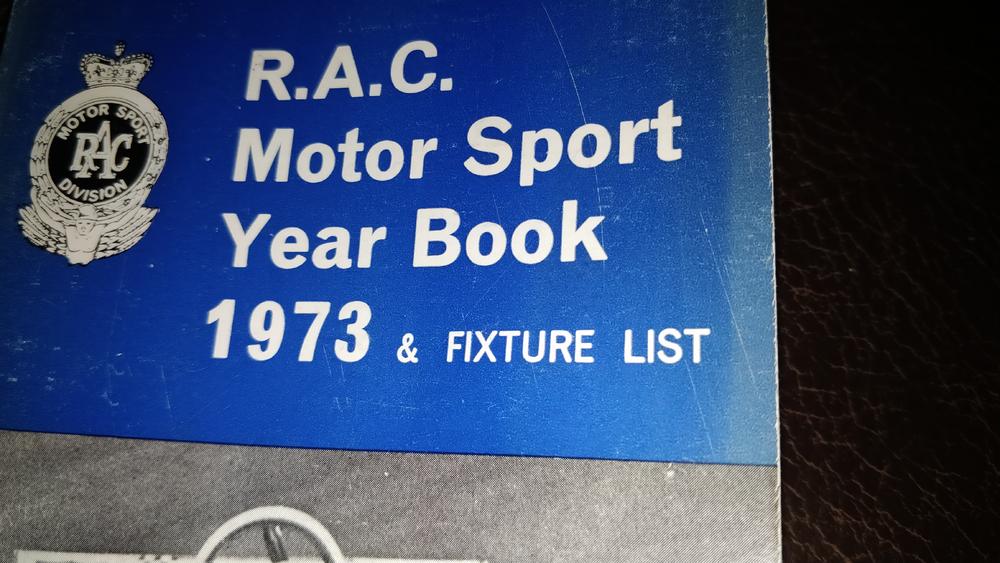 MOTOR SPORT
RAC
DIVISION
R.A.C.
Motor Sport
Year Book
1973 & FIXTURE LIST